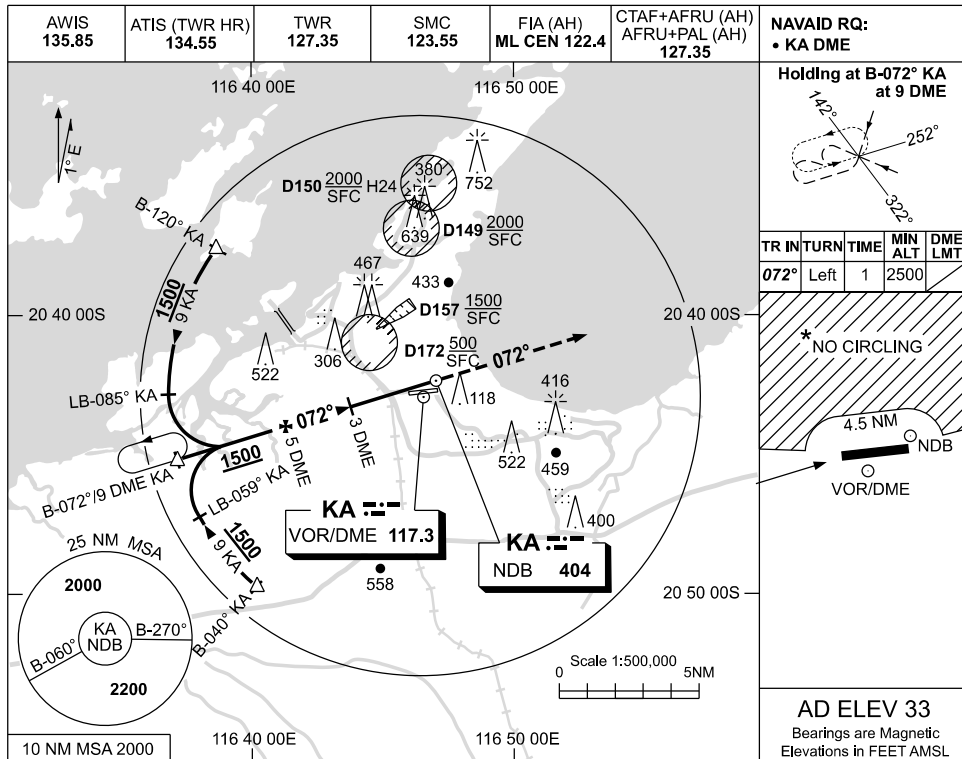 AWIS
135.85
ATIS (TWR HR)
134.55
TWR
127.35
SMC
123.55
FIA (AH)
ML CEN 122.4
CTAF+AFRU (AH)
AFRU+PAL (AH)
127.35
NAVAID RQ:
• KA DME
116 40 00E
116 50 00E
Holding at B-072° KA
at 9 DME
142°
252°
322°
TR IN TURN TIME MIN ALT DME LMT
072° Left 1 2500
1° E
B-120° KA
1500
9 KA
D150 2000 SFC H24
380
752
639
D149 2000 SFC
467
433
D157 1500 SFC
20 40 00S
20 40 00S
306
522
D172 500 SFC
072°
* NO CIRCLING
4.5 NM
NDB
VOR/DME
LB-085° KA
072°
118
416
3 DME
5 DME
1500
522
459
B-072°/9 DME KA
LB-059° KA
KA
VOR/DME 117.3
KA
NDB 404
400
1500
9 KA
558
B-040° KA
20 50 00S
25 NM MSA
2000
KA
NDB
B-060°
B-270°
2200
Scale 1:500,000
0
5NM
10 NM MSA 2000
116 40 00E
116 50 00E
AD ELEV 33
Bearings are Magnetic
Elevations in FEET AMSL